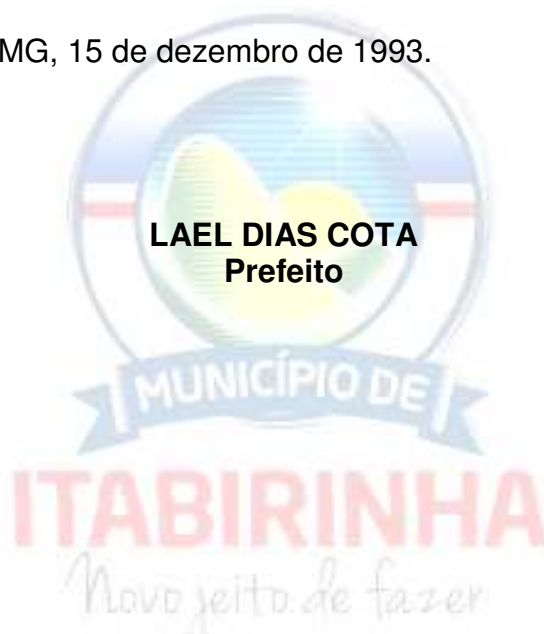 MG, 15 de dezembro de 1993.
LAEL DIAS COTA
Prefeito
MUNICÍPIO DE
ITABIRINHA
Novo jeito de fazer